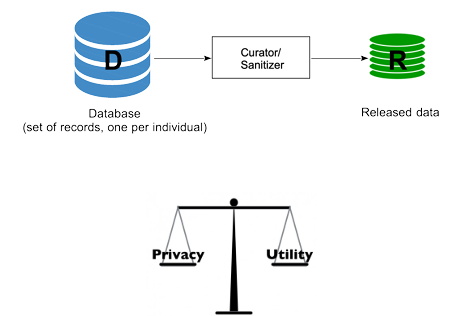 D
Curator/
Sanitizer
R
Database
(set of records, one per individual)
Released data
Privacy
Utility